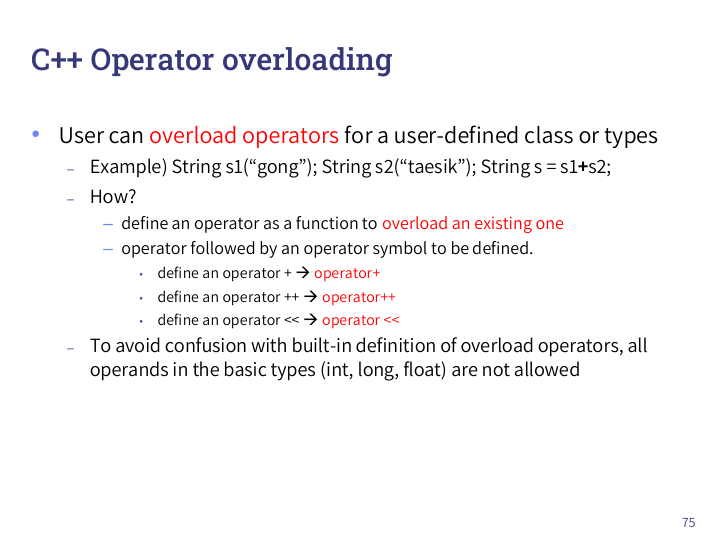 C++ Operator overloading
• User can overload operators for a user-defined class or types
– Example) String s1(“gong”); String s2(“taesik”); String s = s1+s2;
– How?
– define an operator as a function to overload an existing one
– operator followed by an operator symbol to be defined.
• define an operator + → operator+
• define an operator ++ → operator++
• define an operator << → operator <<
– To avoid confusion with built-in definition of overload operators, all
operands in the basic types (int, long, float) are not allowed
75